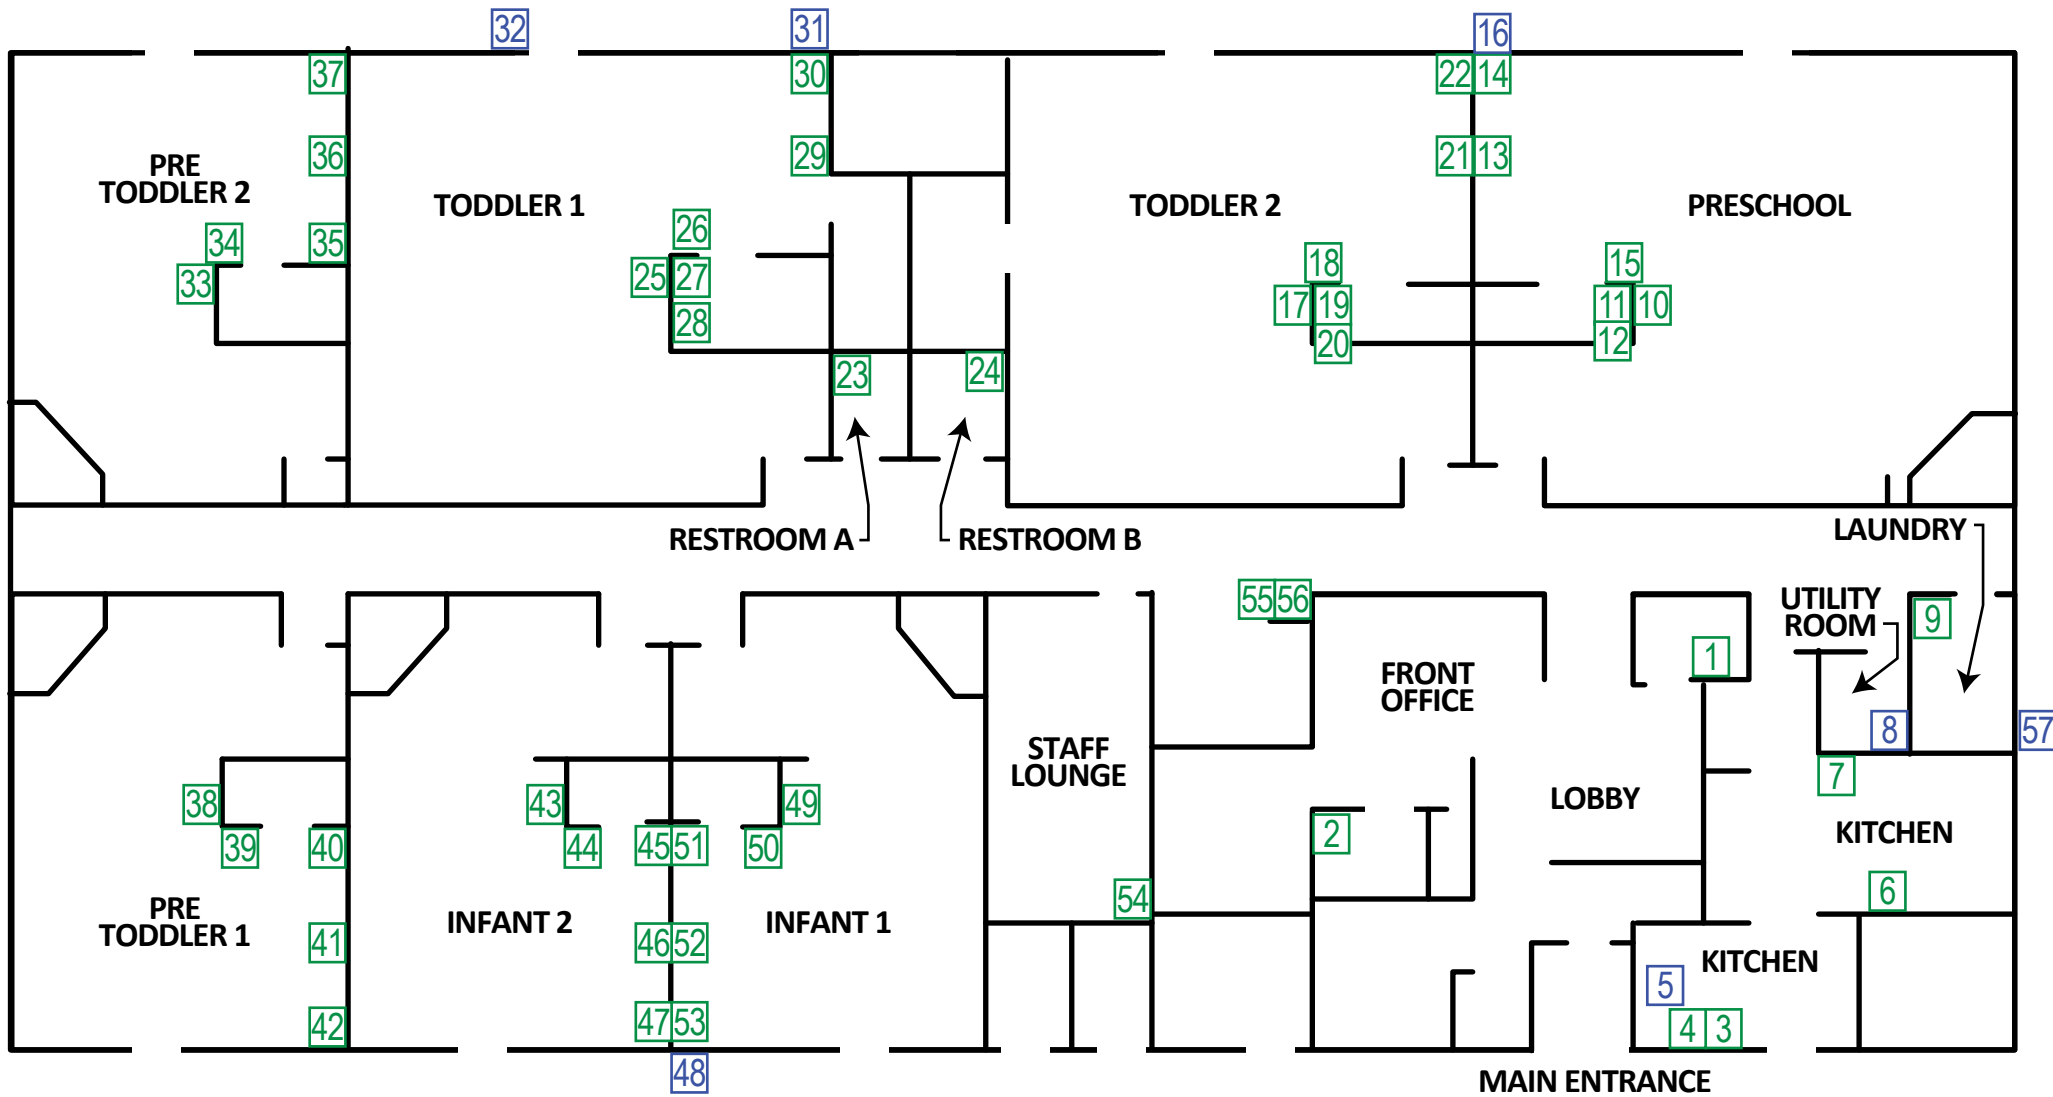 32
31
16
37
30
22
14
36
29
21
13
PRE
TODDLER 2
TODDLER 1
TODDLER 2
PRESCHOOL
34
35
26
18
15
33
25
27
17
19
11
10
28
20
12
23
24
RESTROOM A
RESTROOM B
LAUNDRY
55
56
UTILITY
ROOM
9
1
FRONT
OFFICE
8
57
STAFF
LOUNGE
7
38
43
49
LOBBY
KITCHEN
39
40
44
45
51
50
2
54
6
PRE
TODDLER 1
INFANT 2
INFANT 1
41
46
52
KITCHEN
5
42
47
53
4
3
48
MAIN ENTRANCE